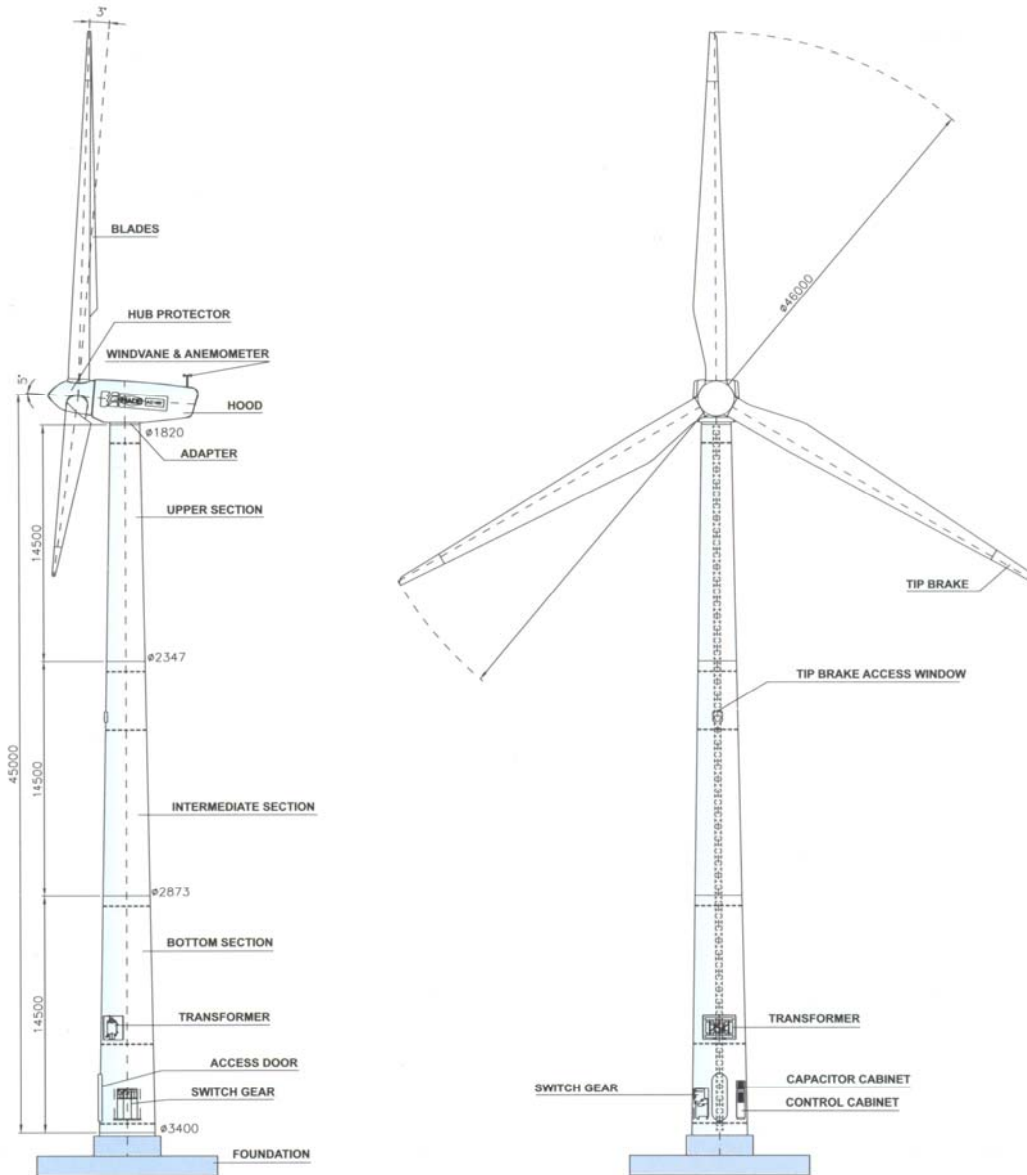 3°
BLADES
HUB PROTECTOR
WINDVANE & ANEMOMETER
5°
HOOD
ø1820
ADAPTER
UPPER SECTION
14500
ø2347
45000
14500
INTERMEDIATE SECTION
ø2873
BOTTOM SECTION
14500
TRANSFORMER
ACCESS DOOR
SWITCH GEAR
ø3400
FOUNDATION
ø46000
TIP BRAKE
TIP BRAKE ACCESS WINDOW
TRANSFORMER
SWITCH GEAR
CAPACITOR CABINET
CONTROL CABINET